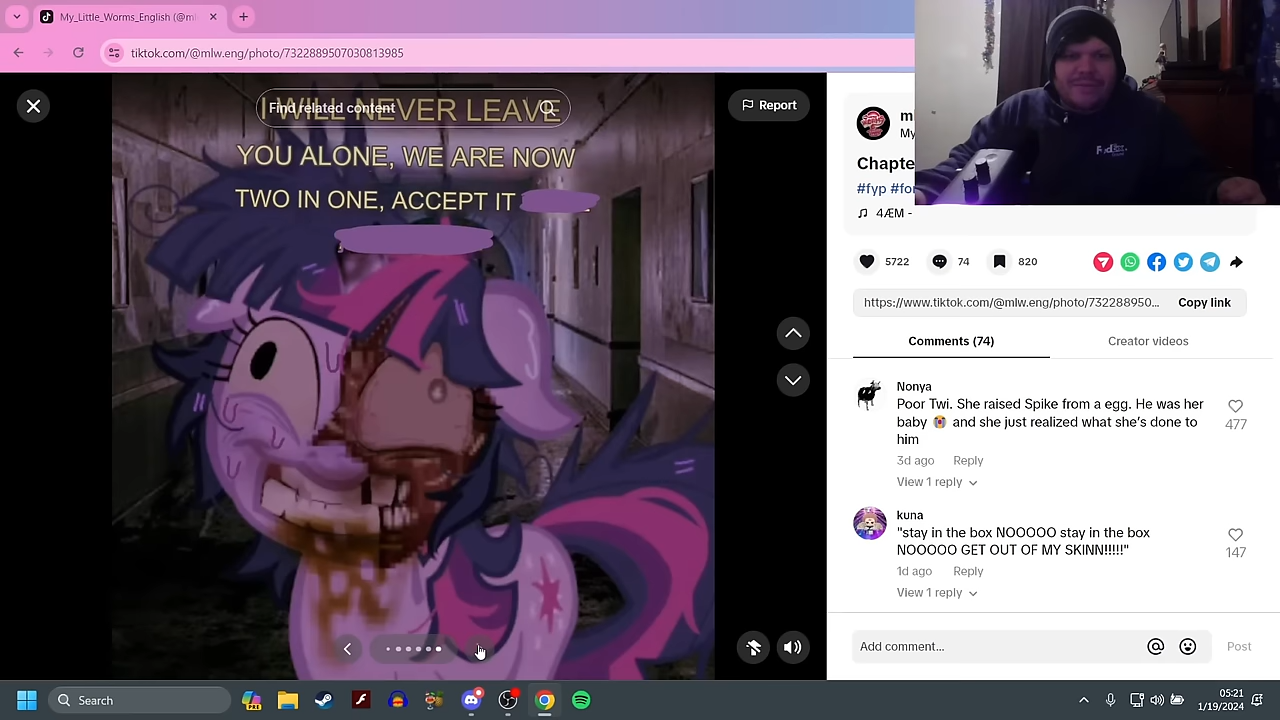 My_Little_Worms_English (@ml
tiktok.com/@mlw.eng/photo/7322889507030813985
Find related content
I WILL NEVER LEAVE
YOU ALONE, WE ARE NOW
TWO IN ONE, ACCEPT IT
Report
My
Chapte
#fyp #for
4ÆM -
5722
74
820
https://www.tiktok.com/@mlw.eng/photo/732288950...
Copy link
Comments (74)
Creator videos
Nonya
Poor Twi. She raised Spike from a egg. He was her
baby 😭 and she just realized what she's done to
him
477
3d ago Reply
View 1 reply
kuna
"stay in the box NOOOOO stay in the box
NOOOOO GET OUT OF MY SKINN!!!!!"
147
1d ago Reply
View 1 reply
Add comment...
Post
Search
PRE
05:21
1/19/2024